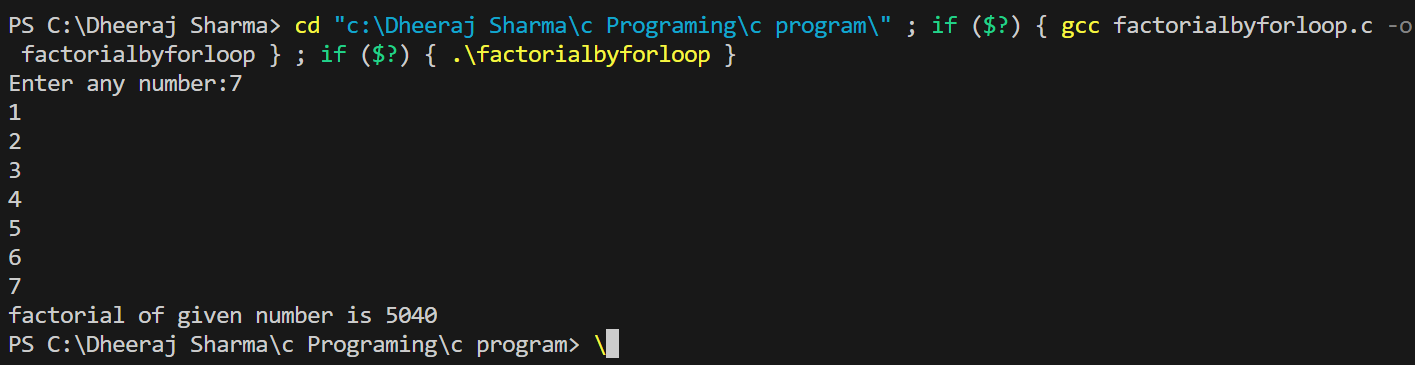 PS C:\Dheeraj Sharma> cd "c:\Dheeraj Sharma\c Programing\c program\" ; if ($?) { gcc factorialbyforloop.c -o
factorialbyforloop } ; if ($?) { .\factorialbyforloop }
Enter any number:7
1
2
3
4
5
6
7
factorial of given number is 5040
PS C:\Dheeraj Sharma\c Programing\c program> \